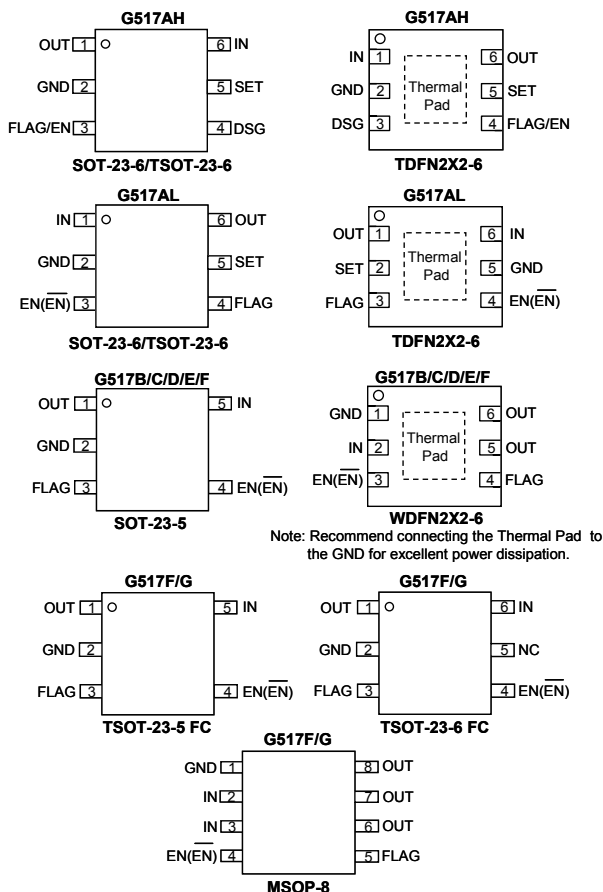 G517AH
OUT 1
GND 2
FLAG/EN 3
6 IN
5 SET
4 DSG
SOT-23-6/TSOT-23-6
G517AH
IN 1
GND 2
DSG 3
Thermal
Pad
6 OUT
5 SET
4 FLAG/EN
TDFN2X2-6
G517AL
IN 1
GND 2
EN(EN) 3
6 OUT
5 SET
4 FLAG
SOT-23-6/TSOT-23-6
G517AL
OUT 1
SET 2
FLAG 3
Thermal
Pad
6 IN
5 GND
4 EN(EN)
TDFN2X2-6
G517B/C/D/E/F
OUT 1
GND 2
FLAG 3
5 IN
4 EN(EN)
SOT-23-5
G517B/C/D/E/F
GND 1
IN 2
EN(EN) 3
Thermal
Pad
6 OUT
5 OUT
4 FLAG
WDFN2X2-6
Note: Recommend connecting the Thermal Pad to
the GND for excellent power dissipation.
G517F/G
OUT 1
GND 2
FLAG 3
5 IN
4 EN(EN)
TSOT-23-5 FC
G517F/G
OUT 1
GND 2
FLAG 3
6 IN
5 NC
4 EN(EN)
TSOT-23-6 FC
G517F/G
GND 1
IN 2
IN 3
EN(EN) 4
8 OUT
7 OUT
6 OUT
5 FLAG
MSOP-8